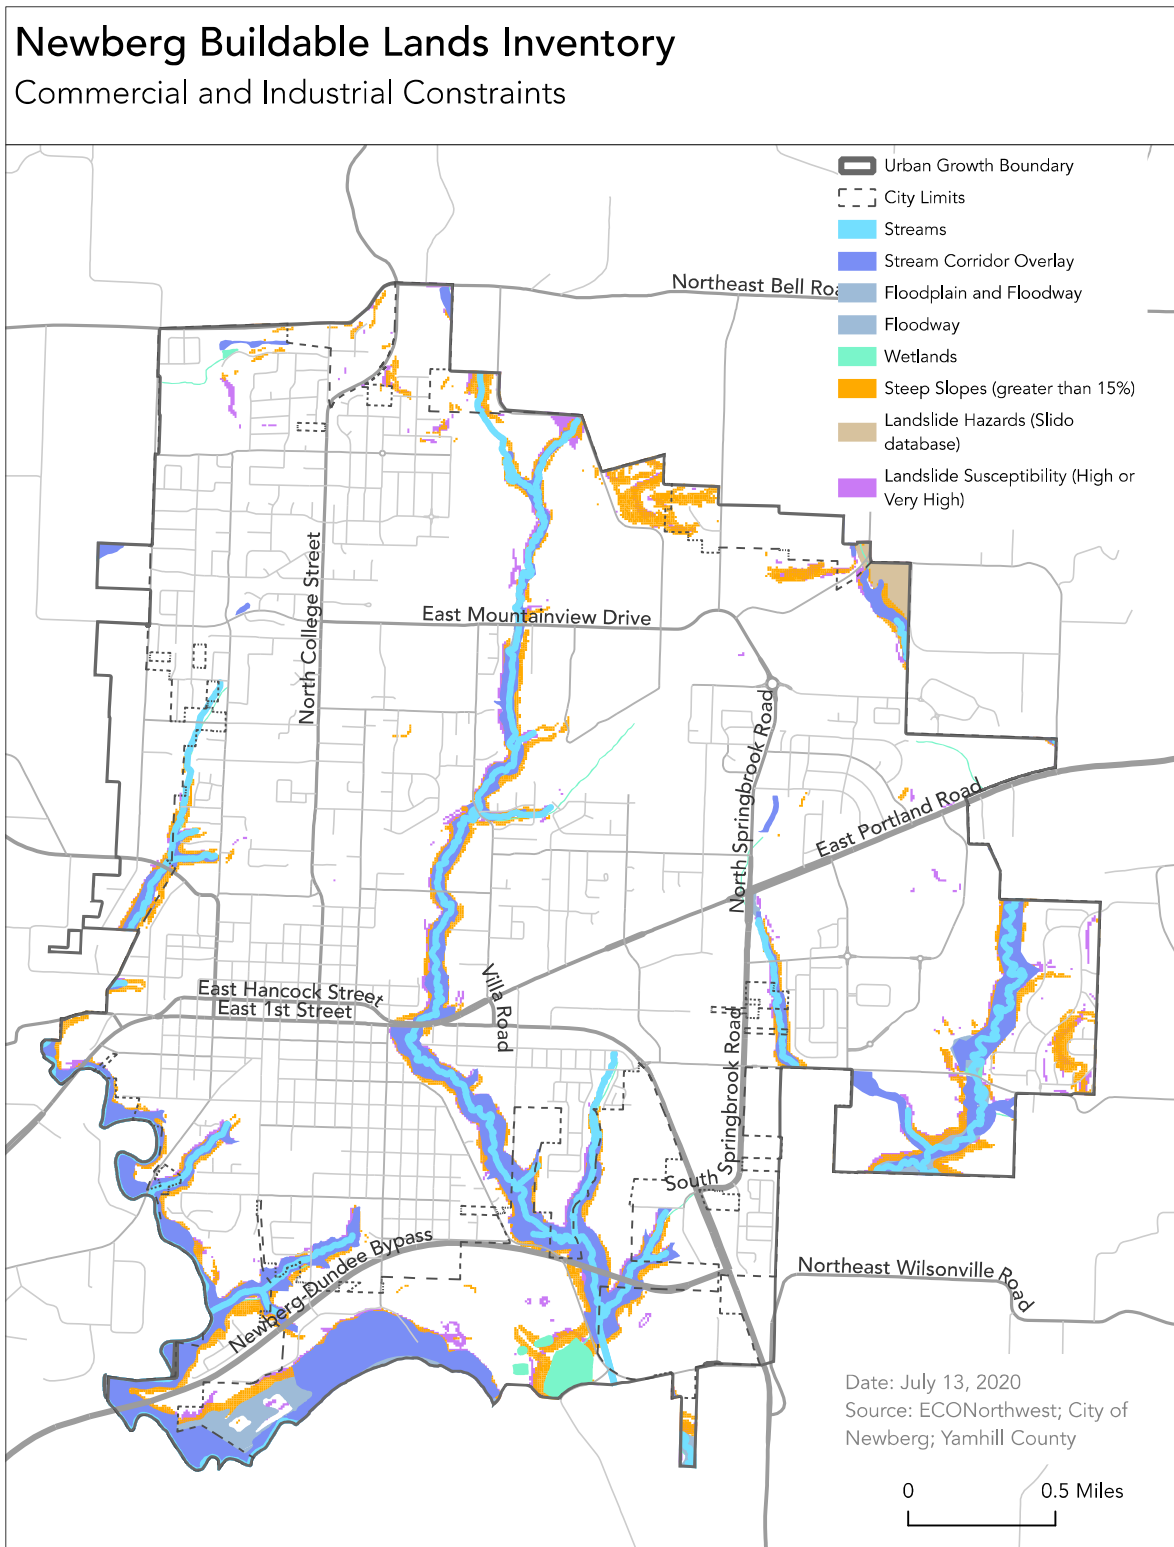 Newberg Buildable Lands Inventory
Commercial and Industrial Constraints
Urban Growth Boundary
City Limits
Streams
Stream Corridor Overlay
Floodplain and Floodway
Floodway
Wetlands
Steep Slopes (greater than 15%)
Landslide Hazards (Slido
database)
Landslide Susceptibility (High or
Very High)
Northeast Bell Roa
North College Street
East Mountainview Drive
North Springbrook Road
East Portland Road
Villa Road
East Hancock Street
East 1st Street
South Springbrook Road
Newberg-Dundee Bypass
Northeast Wilsonville Road
Date: July 13, 2020
Source: ECONorthwest; City of
Newberg; Yamhill County
0 0.5 Miles